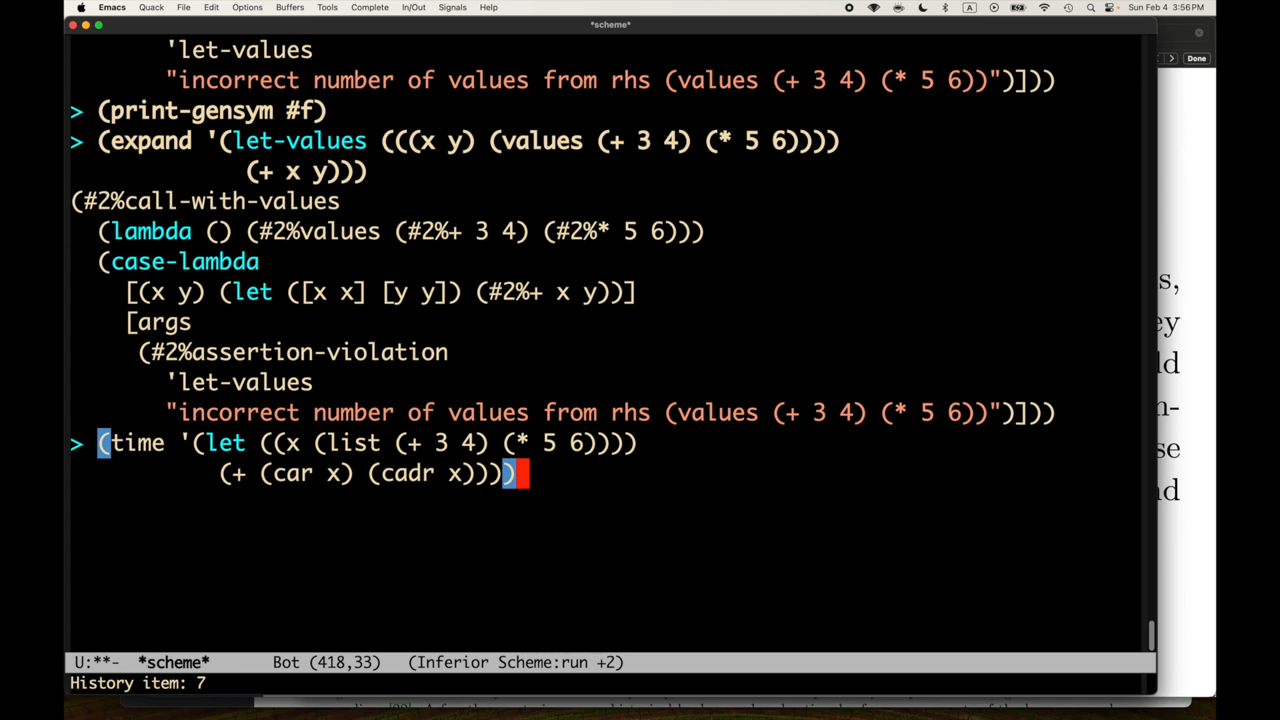 Emacs Quack File Edit Options Buffers Tools Complete In/Out Signals Help A Sun Feb 4 3:56 PM
*scheme*
'let-values
"incorrect number of values from rhs (values (+ 3 4) (* 5 6))")]))
> (print-gensym #f)
> (expand '(let-values (((x y) (values (+ 3 4) (* 5 6))))
(+ x y)))
(#2%call-with-values
(lambda () (#2%values (#2%+ 3 4) (#2%* 5 6)))
(case-lambda
[(x y) (let ([x x] [y y]) (#2%+ x y))]
[args
(#2%assertion-violation
'let-values
"incorrect number of values from rhs (values (+ 3 4) (* 5 6))")]))
> (time '(let ((x (list (+ 3 4) (* 5 6))))
(+ (car x) (cadr x))))
U:**- *scheme* Bot (418,33) (Inferior Scheme:run +2)
History item: 7
Done